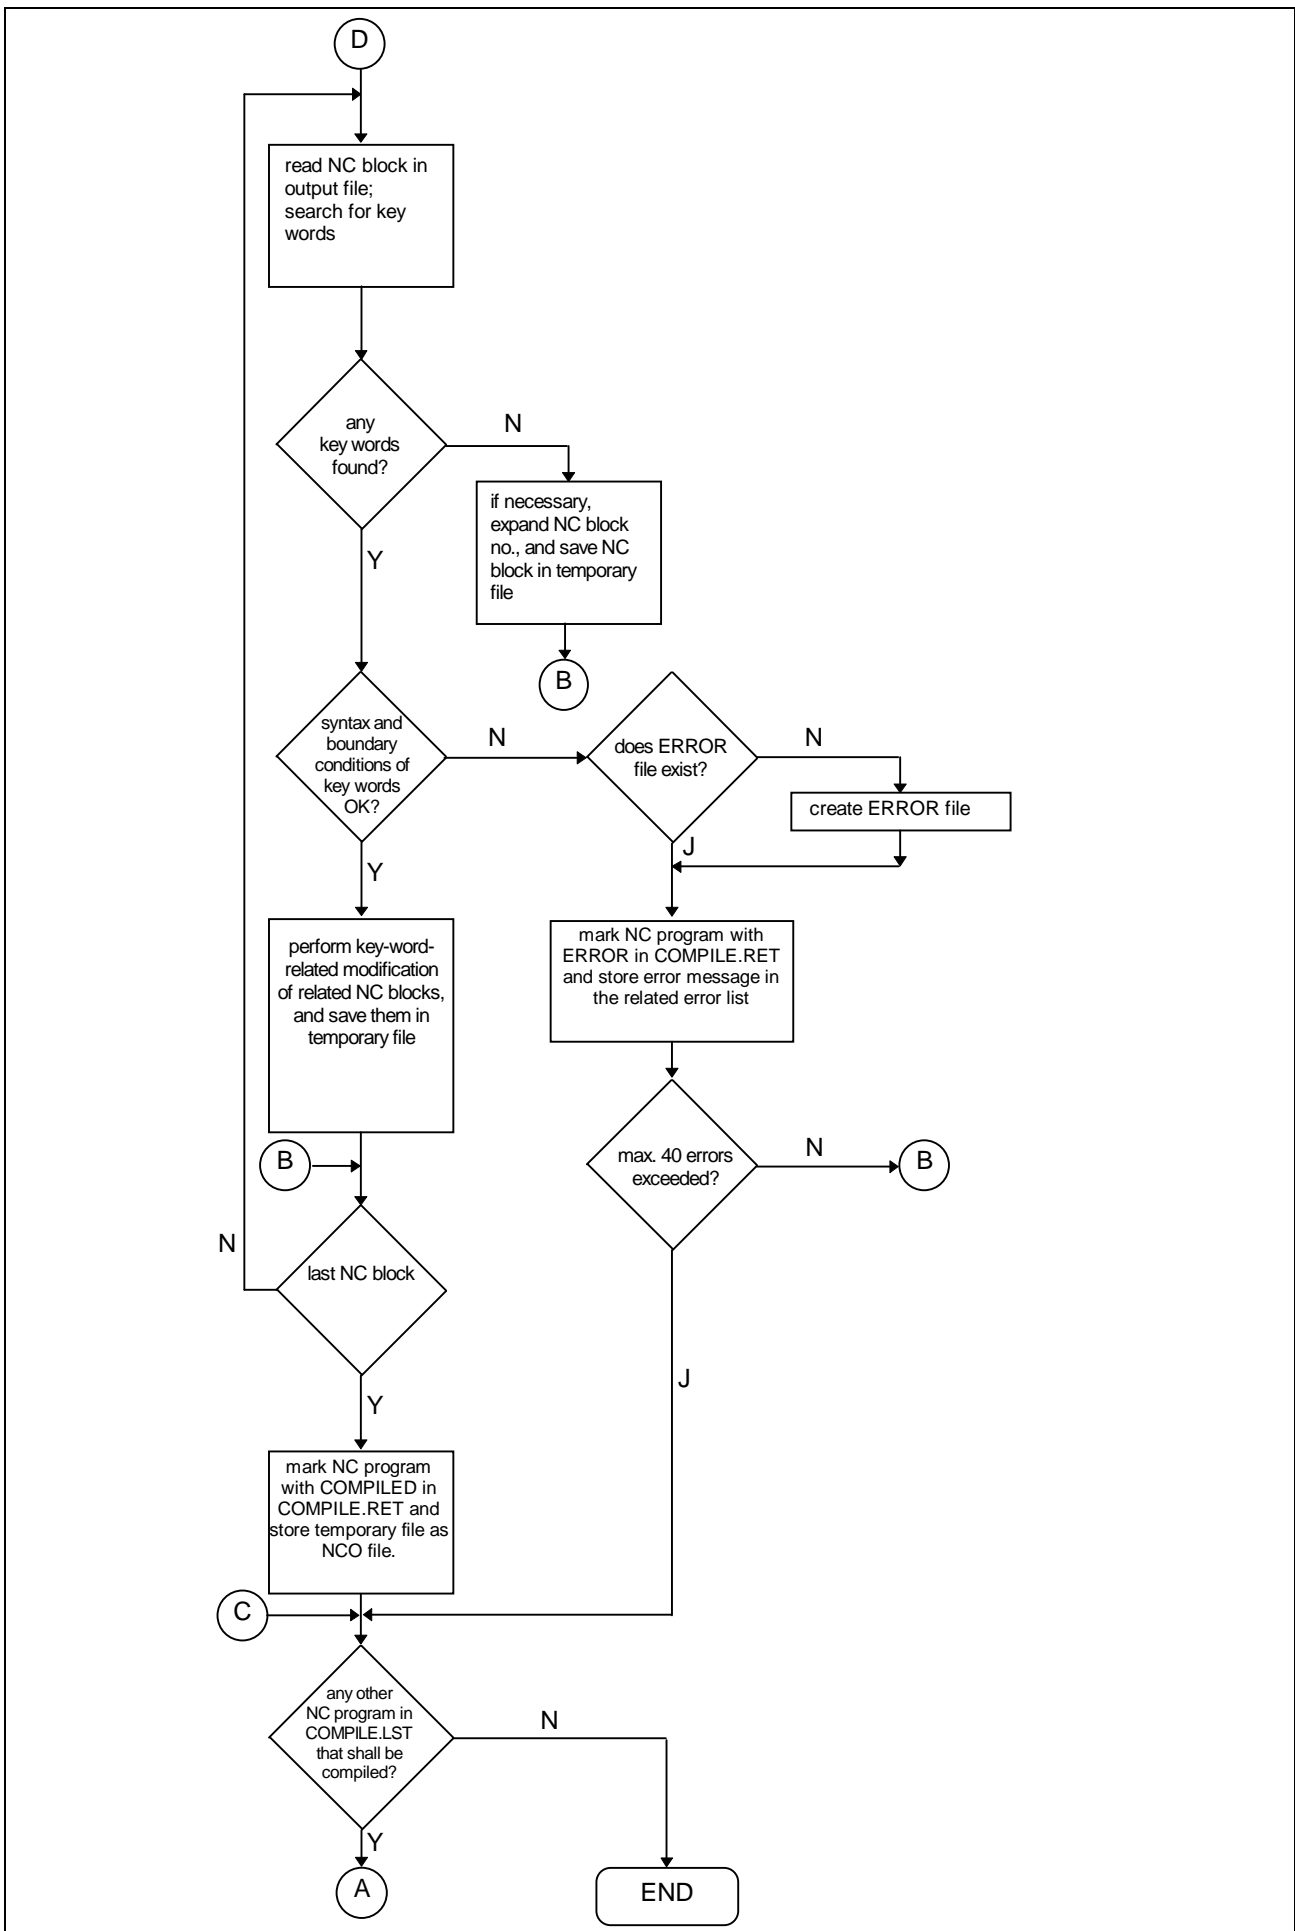 D
read NC block in
output file;
search for key
words
any
key words
found?
N
if necessary,
expand NC block
no., and save NC
block in temporary
file
Y
B
syntax and
boundary
conditions of
key words
OK?
N
does ERROR
file exist?
N
create ERROR file
J
Y
perform key-word-
related modification
of related NC blocks,
and save them in
temporary file
mark NC program with
ERROR in COMPILE.RET
and store error message in
the related error list
max. 40 errors
exceeded?
N
B
B
N
last NC block
J
Y
mark NC program
with COMPILED in
COMPILE.RET and
store temporary file as
NCO file.
C
any other
NC program in
COMPILE.LST
that shall be
compiled?
N
Y
A
END